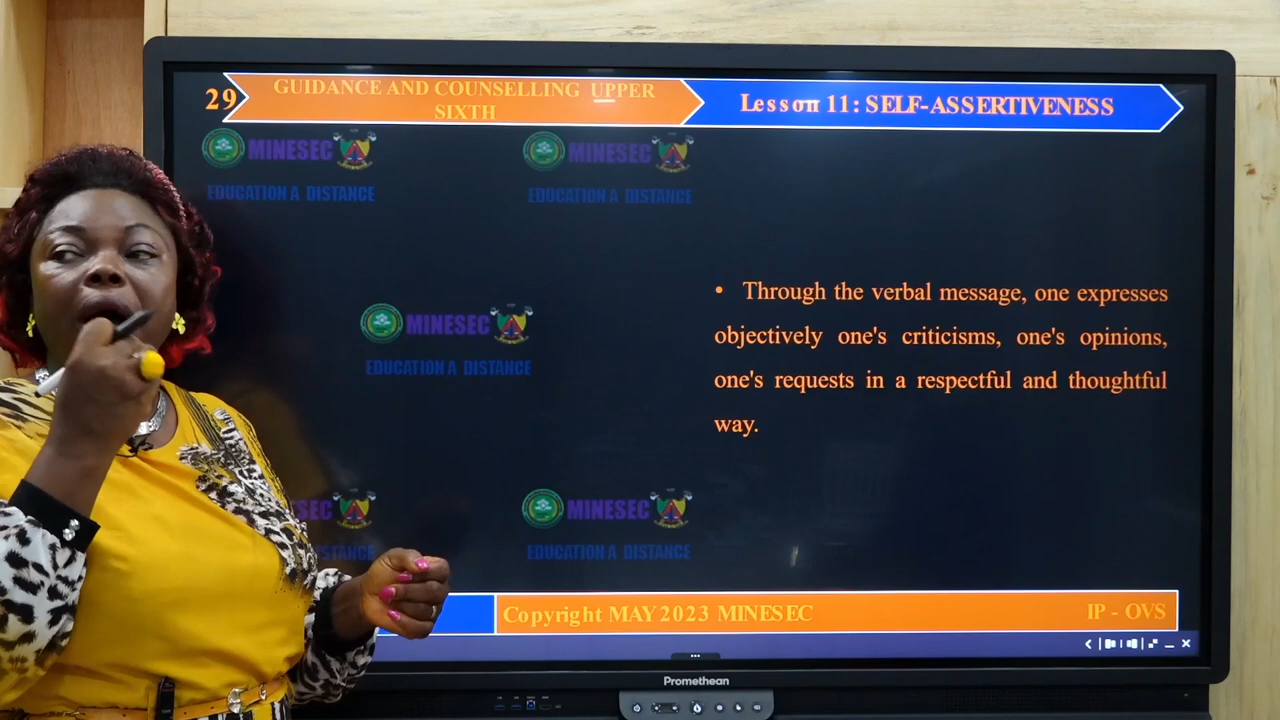 29
GUIDANCE AND COUNSELLING UPPER
SIXTH
Lesson 11: SELF-ASSERTIVENESS
MINESEC
EDUCATION A DISTANCE
MINESEC
EDUCATION A DISTANCE
• Through the verbal message, one expresses
objectively one's criticisms, one's opinions,
one's requests in a respectful and thoughtful
way.
MINESEC
EDUCATION A DISTANCE
MINESEC
EDUCATION A DISTANCE
Copyright MAY 2023 MINESEC
IP - OVS
Promethean